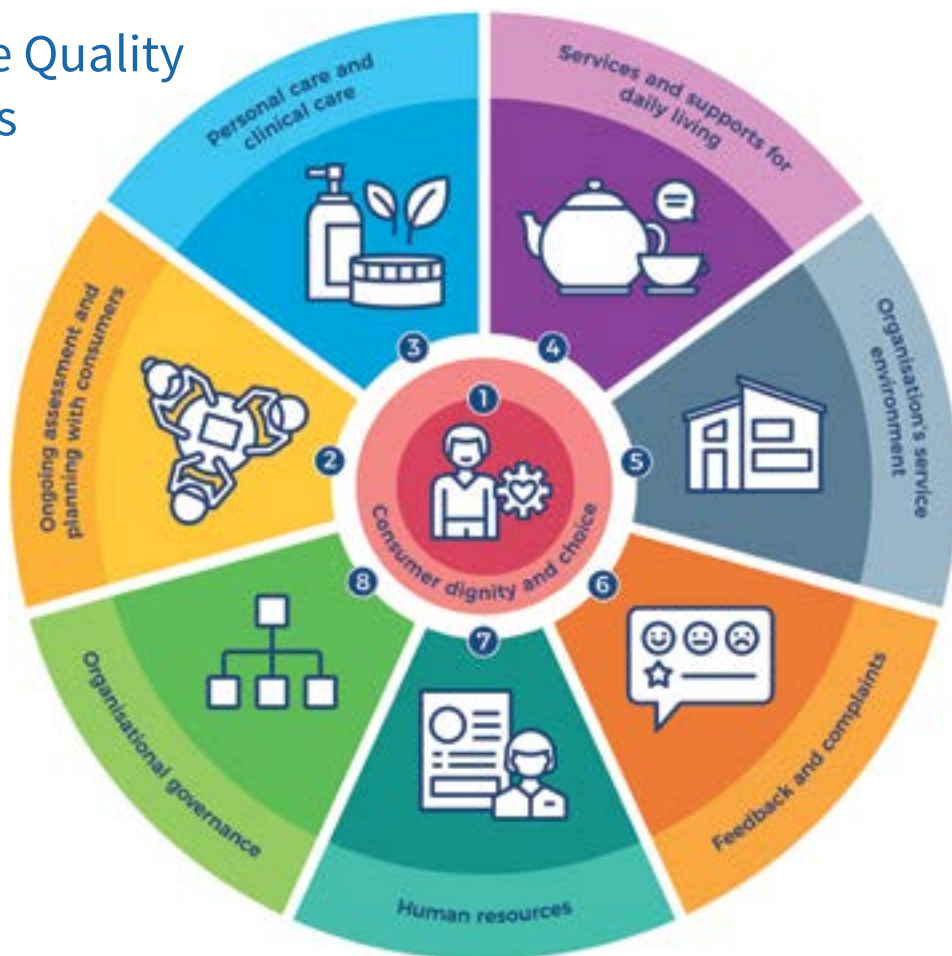 e Quality
s
Personal care and
clinical care
3
Services and supports for
daily living
4
Organisation's service
environment
5
Feedback and complaints
6
Human resources
7
Organisational governance
8
Ongoing assessment and
planning with consumers
2
1
Consumer dignity and choice